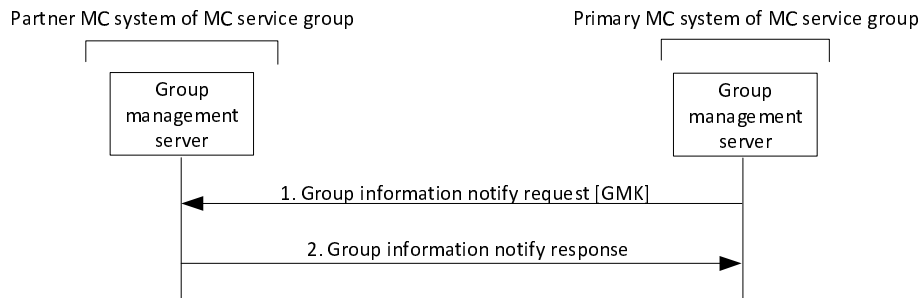 Partner MC system of MC service group
Primary MC system of MC service group
Group
management
server
Group
management
server
1. Group information notify request [GMK]
2. Group information notify response